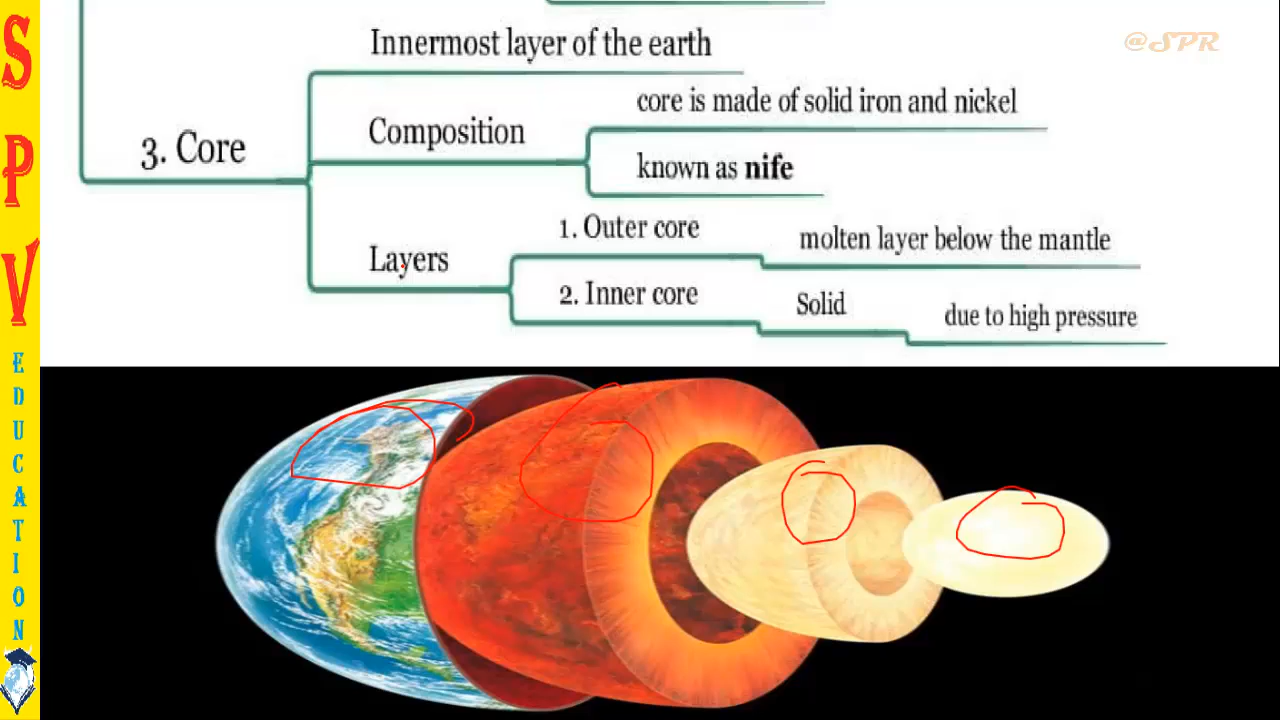 SPV EDUCATION
@SPR
Innermost layer of the earth
core is made of solid iron and nickel
Composition
3. Core
known as nife
1. Outer core
molten layer below the mantle
Layers
2. Inner core
Solid
due to high pressure